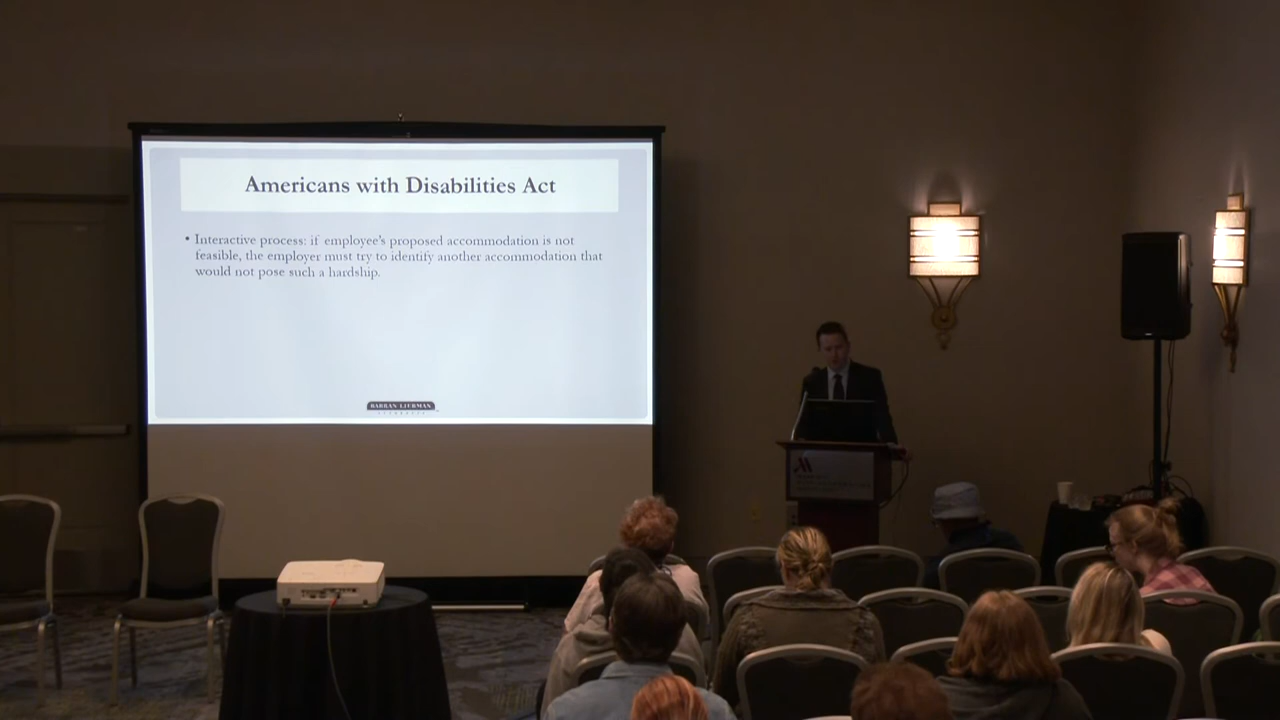 Americans with Disabilities Act
• Interactive process: if employee's proposed accommodation is not
feasible, the employer must try to identify another accommodation that
would not pose such a hardship.
BARRAN LIEBMAN